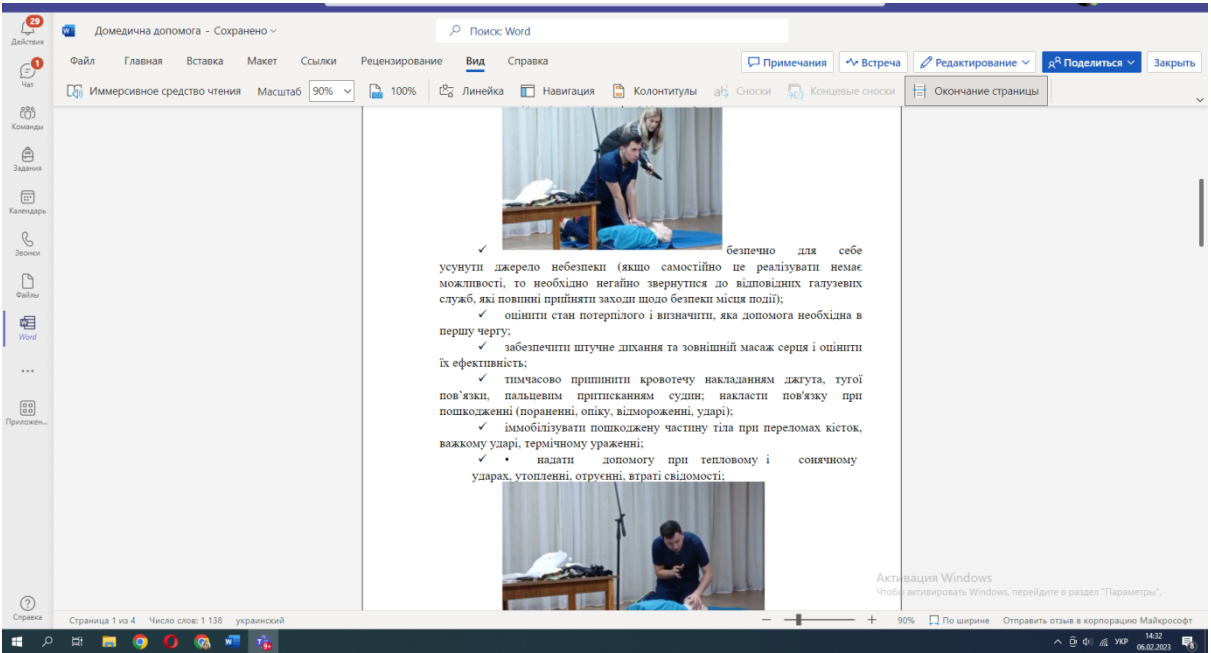 29
Действия
Домедична допомога - Сохранено
Поиск: Word
1
Чат
Файл Главная Вставка Макет Ссылки Рецензирование Вид Справка
Примечания Встреча Редактирование Поделиться Закрыть
Иммерсивное средство чтения Масштаб 90% 100% Линейка Навигация Колонтитулы Сноски Концевые сноски Окончание страницы
Команды
Задания
Календарь
Звонки
Файлы
Word
...
Приложен...
Справка
✓ безпечно для себе
усунути джерело небезпеки (якщо самостійно це реалізувати немає
можливості, то необхідно негайно звернутися до відповідних галузевих
служб, які повинні прийняти заходи щодо безпеки місця події);
✓ оцінити стан потерпілого і визначити, яка допомога необхідна в
першу чергу;
✓ забезпечити штучне дихання та зовнішній масаж серця і оцінити
їх ефективність;
✓ тимчасово припинити кровотечу накладанням джгута, тугої
пов’язки, пальцевим притисканням судин; накласти пов'язку при
пошкодженні (пораненні, опіку, відмороженні, ударі);
✓ іммобілізувати пошкоджену частину тіла при переломах кісток,
важкому ударі, термічному ураженні;
✓ • надати допомогу при тепловому і сонячному
ударах, утопленні, отруєнні, втраті свідомості;
Активация Windows
Чтобы активировать Windows, перейдите в раздел "Параметры".
Страница 1 из 4 Число слов: 1 138 украинский
90% По ширине Отправить отзыв в корпорацию Майкрософт
9+
УКР 14:32
06.02.2023